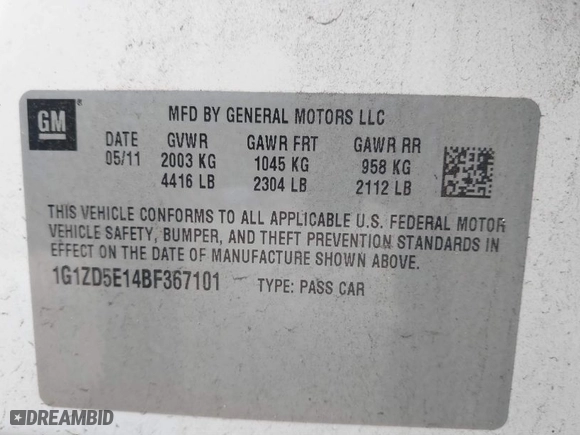 GM
MFD BY GENERAL MOTORS LLC
DATE GVWR GAWR FRT GAWR RR
05/11 2003 KG 1045 KG 958 KG
4416 LB 2304 LB 2112 LB
THIS VEHICLE CONFORMS TO ALL APPLICABLE U.S. FEDERAL MOTOR
VEHICLE SAFETY, BUMPER, AND THEFT PREVENTION STANDARDS IN
EFFECT ON THE DATE OF MANUFACTURE SHOWN ABOVE.
1G1ZD5E14BF367101 TYPE: PASS CAR
DREAMBID